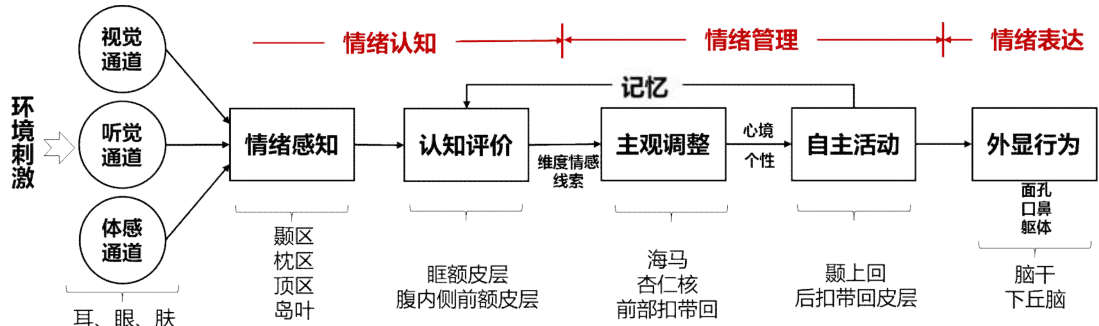 情绪认知
情绪管理
情绪表达
记忆
环境刺激
视觉
通道
听觉
通道
体感
通道
耳、眼、肤
情绪感知
颞区
枕区
顶区
岛叶
认知评价
眶额皮层
腹内侧前额皮层
维度情感
线索
主观调整
海马
杏仁核
前部扣带回
心境
个性
自主活动
颞上回
后扣带回皮层
外显行为
面孔
口鼻
躯体
脑干
下丘脑